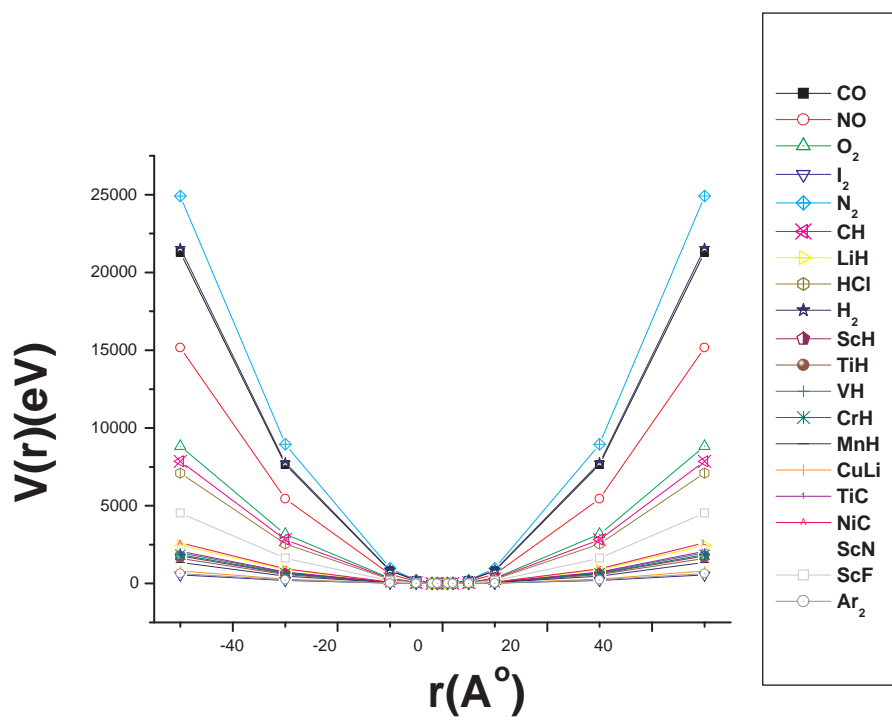 25000
20000
15000
10000
5000
0
V(r)(eV)
-40 -20 0 20 40
r(A°)
CO
NO
O₂
I₂
N₂
CH
LiH
HCl
H₂
ScH
TiH
VH
CrH
MnH
CuLi
TiC
NiC
ScN
ScF
Ar₂